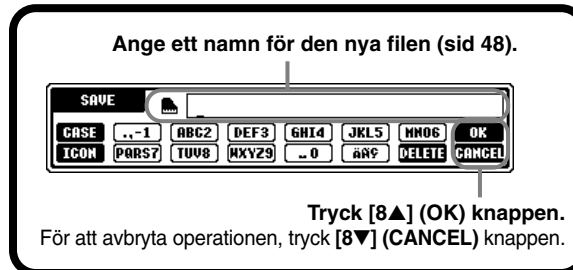 Ange ett namn för den nya filen (sid 48).
SAVE
CASE .,-1 ABC2 DEF3 GHI4 JKL5 MNO6 OK
ICON PQRS7 TUV8 WXYZ9 _0 äÑÇ DELETE CANCEL
Tryck [8▲] (OK) knappen.
För att avbryta operationen, tryck [8▼] (CANCEL) knappen.